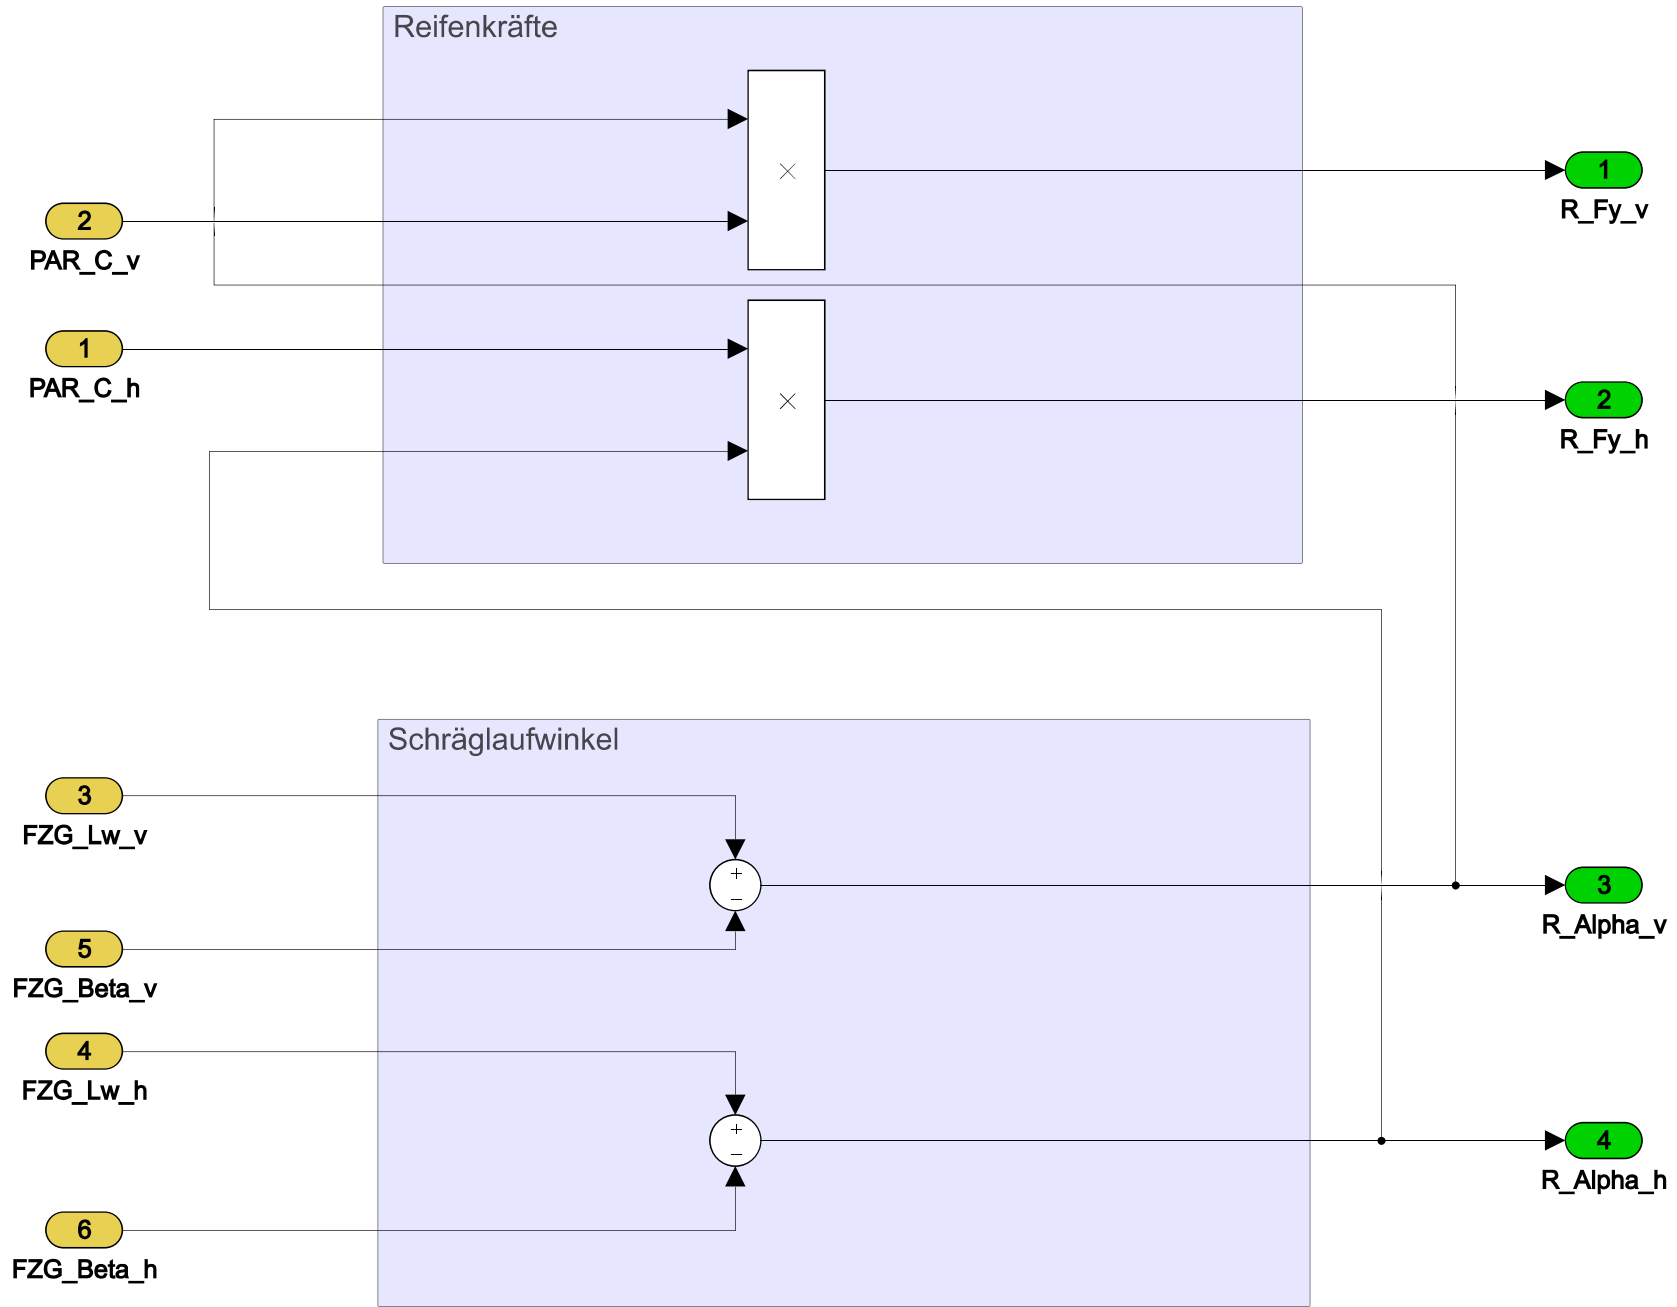 Reifenkräfte
1
R_Fy_v
2
PAR_C_v
1
PAR_C_h
2
R_Fy_h
Schräglaufwinkel
3
FZG_Lw_v
+
−
3
R_Alpha_v
5
FZG_Beta_v
4
FZG_Lw_h
+
−
4
R_Alpha_h
6
FZG_Beta_h